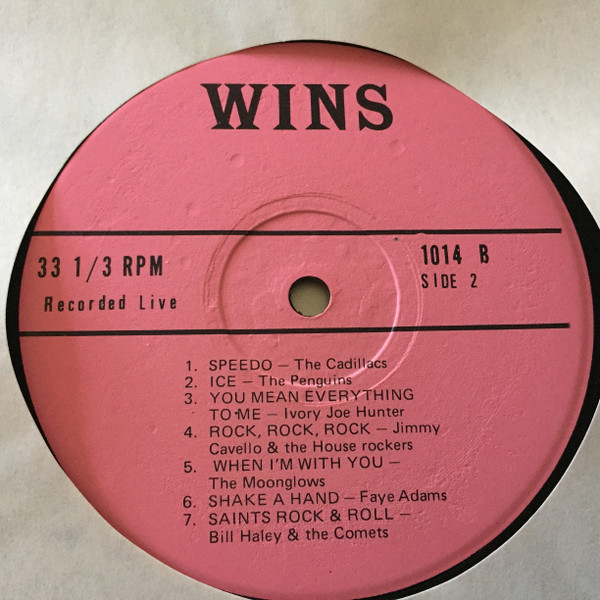 WINS
33 1/3 RPM
Recorded Live
1014 B
SIDE 2
1. SPEEDO – The Cadillacs
2. ICE – The Penguins
3. YOU MEAN EVERYTHING
TO ME – Ivory Joe Hunter
4. ROCK, ROCK, ROCK – Jimmy
Cavello & the House rockers
5. WHEN I'M WITH YOU –
The Moonglows
6. SHAKE A HAND – Faye Adams
7. SAINTS ROCK & ROLL –
Bill Haley & the Comets